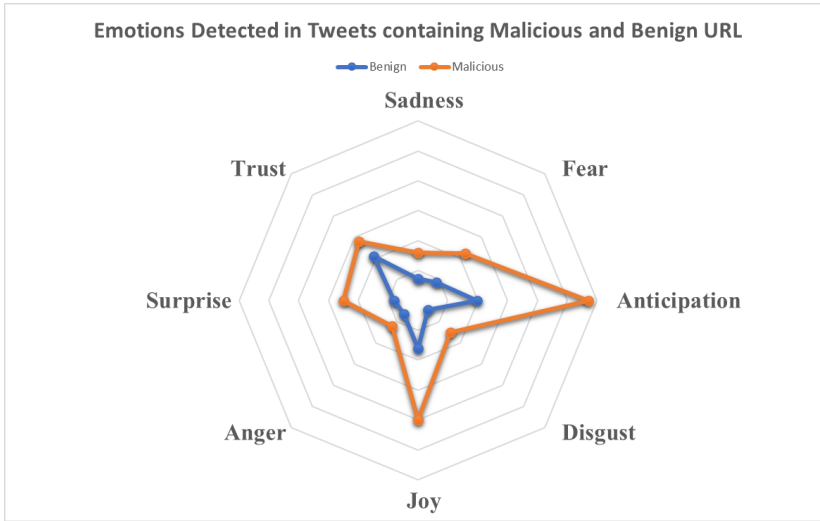 Emotions Detected in Tweets containing Malicious and Benign URL
Benign Malicious
Sadness
Trust Fear
Surprise Anticipation
Anger Disgust
Joy